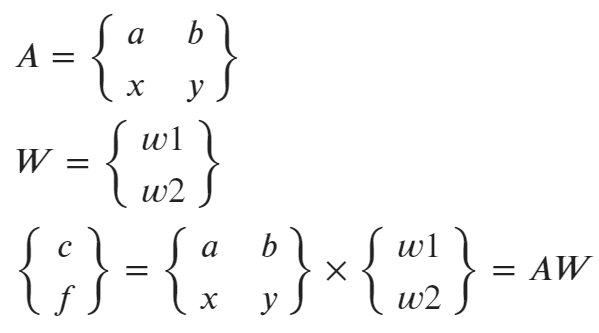 A = { a b
x y }
W = { w1
w2 }
{ c
f } = { a b
x y } × { w1
w2 } = AW